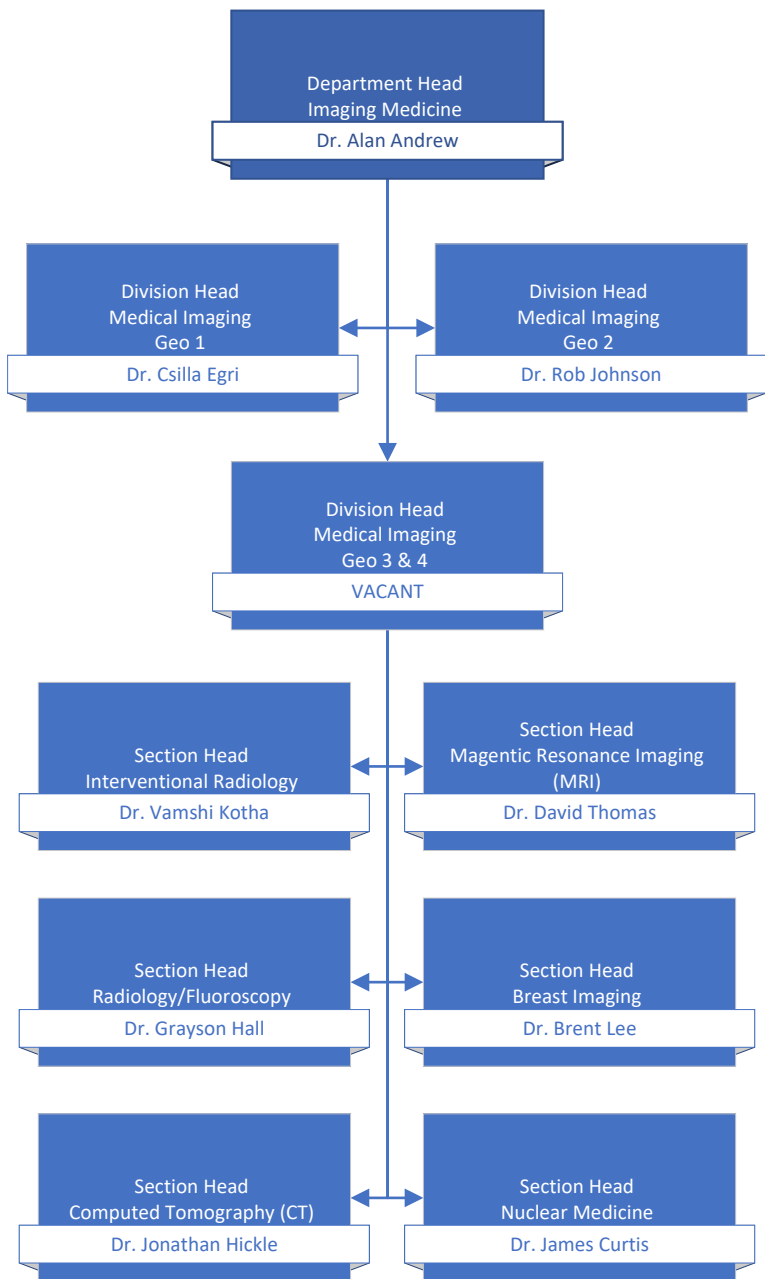 Department Head
Imaging Medicine
Dr. Alan Andrew
Division Head
Medical Imaging
Geo 1
Dr. Csilla Egri
Division Head
Medical Imaging
Geo 2
Dr. Rob Johnson
Division Head
Medical Imaging
Geo 3 & 4
VACANT
Section Head
Interventional Radiology
Dr. Vamshi Kotha
Section Head
Magentic Resonance Imaging
(MRI)
Dr. David Thomas
Section Head
Radiology/Fluoroscopy
Dr. Grayson Hall
Section Head
Breast Imaging
Dr. Brent Lee
Section Head
Computed Tomography (CT)
Dr. Jonathan Hickle
Section Head
Nuclear Medicine
Dr. James Curtis